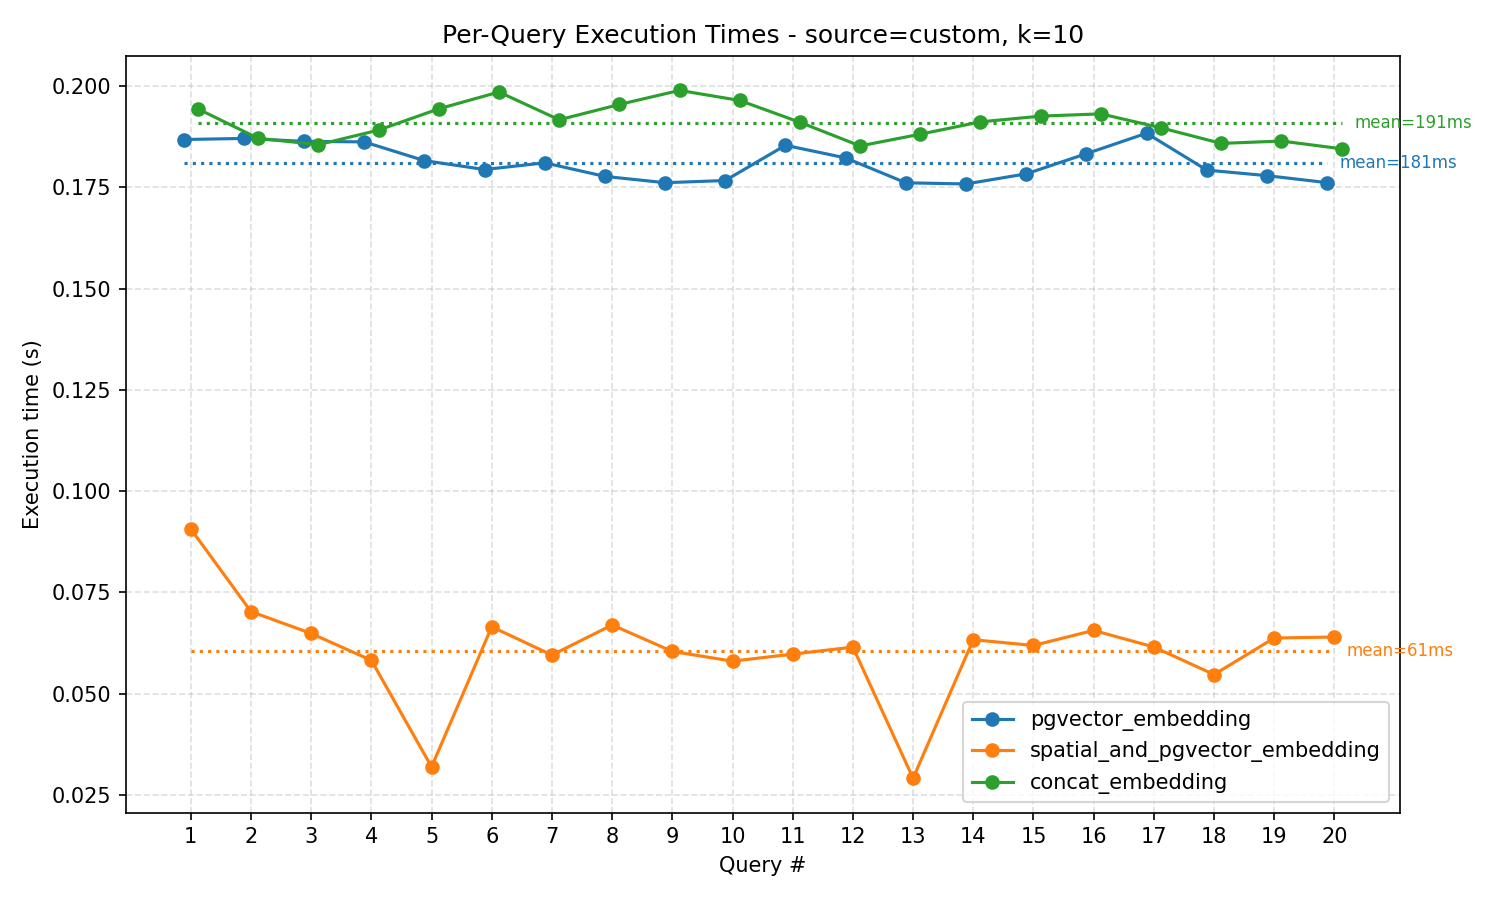 Per-Query Execution Times - source=custom, k=10
Execution time (s)
0.200
0.175
0.150
0.125
0.100
0.075
0.050
0.025
mean=191ms
mean=181ms
mean=61ms
pgvector_embedding
spatial_and_pgvector_embedding
concat_embedding
1 2 3 4 5 6 7 8 9 10 11 12 13 14 15 16 17 18 19 20
Query #